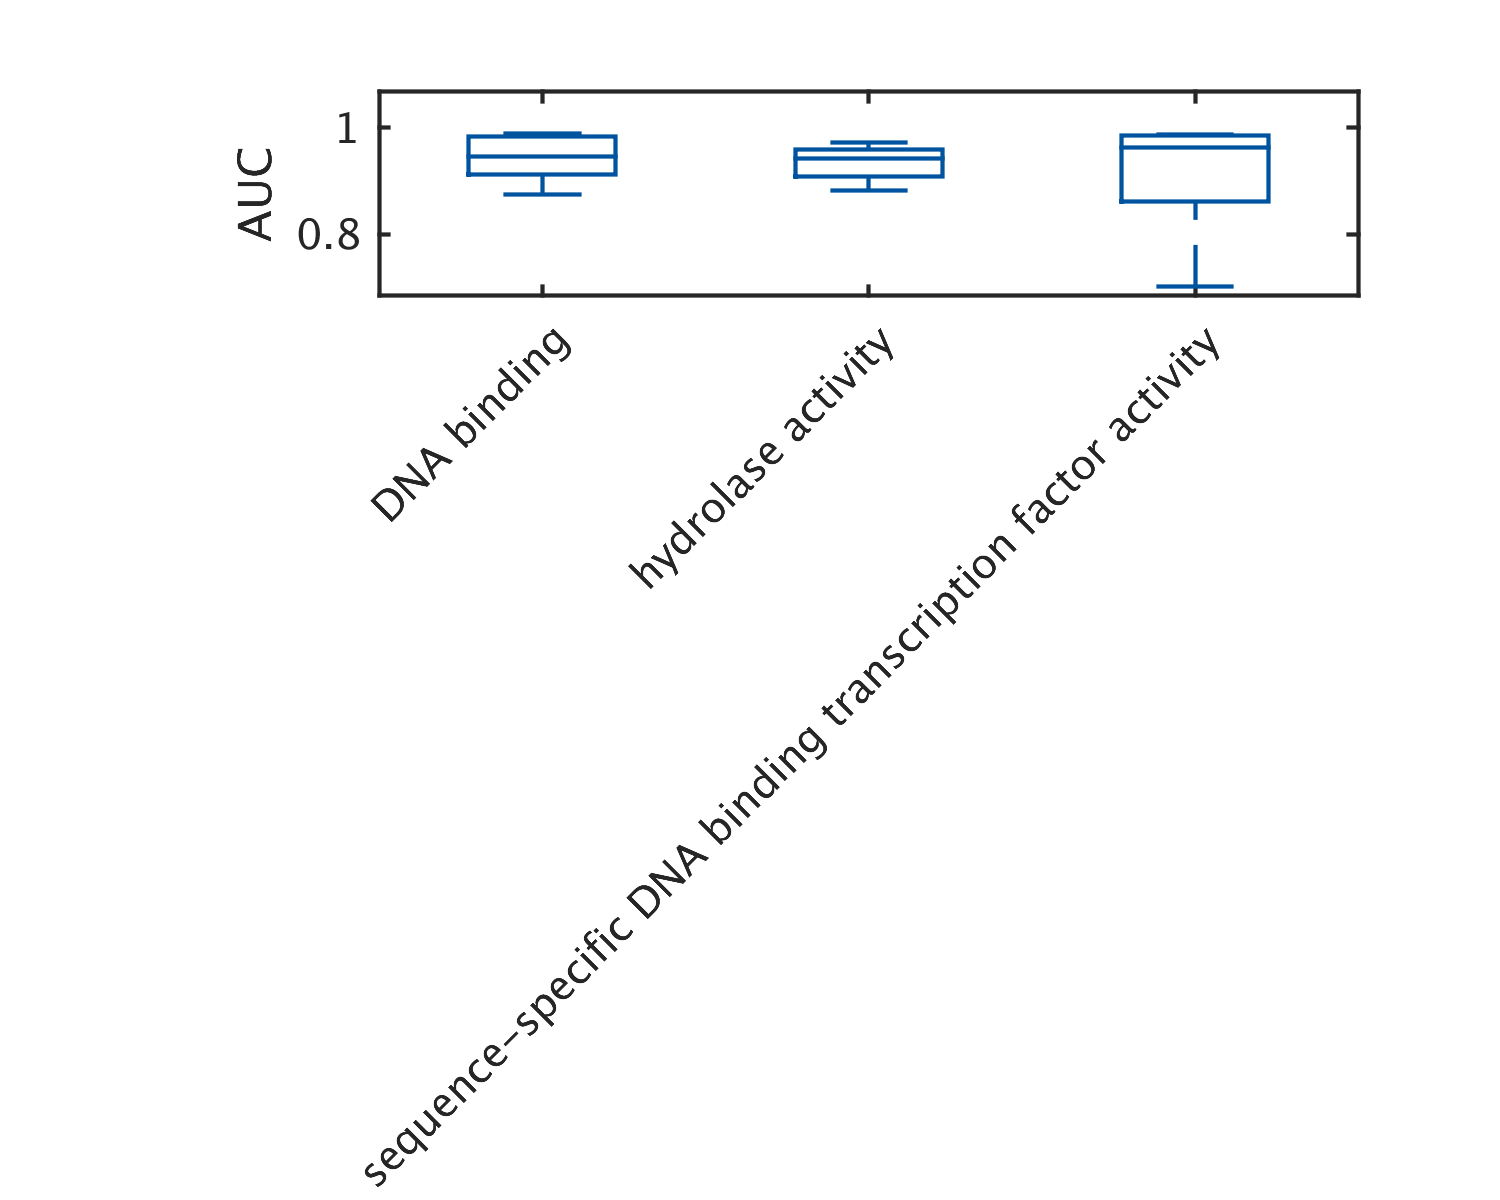 AUC
1
0.8
DNA binding
hydrolase activity
sequence–specific DNA binding transcription factor activity